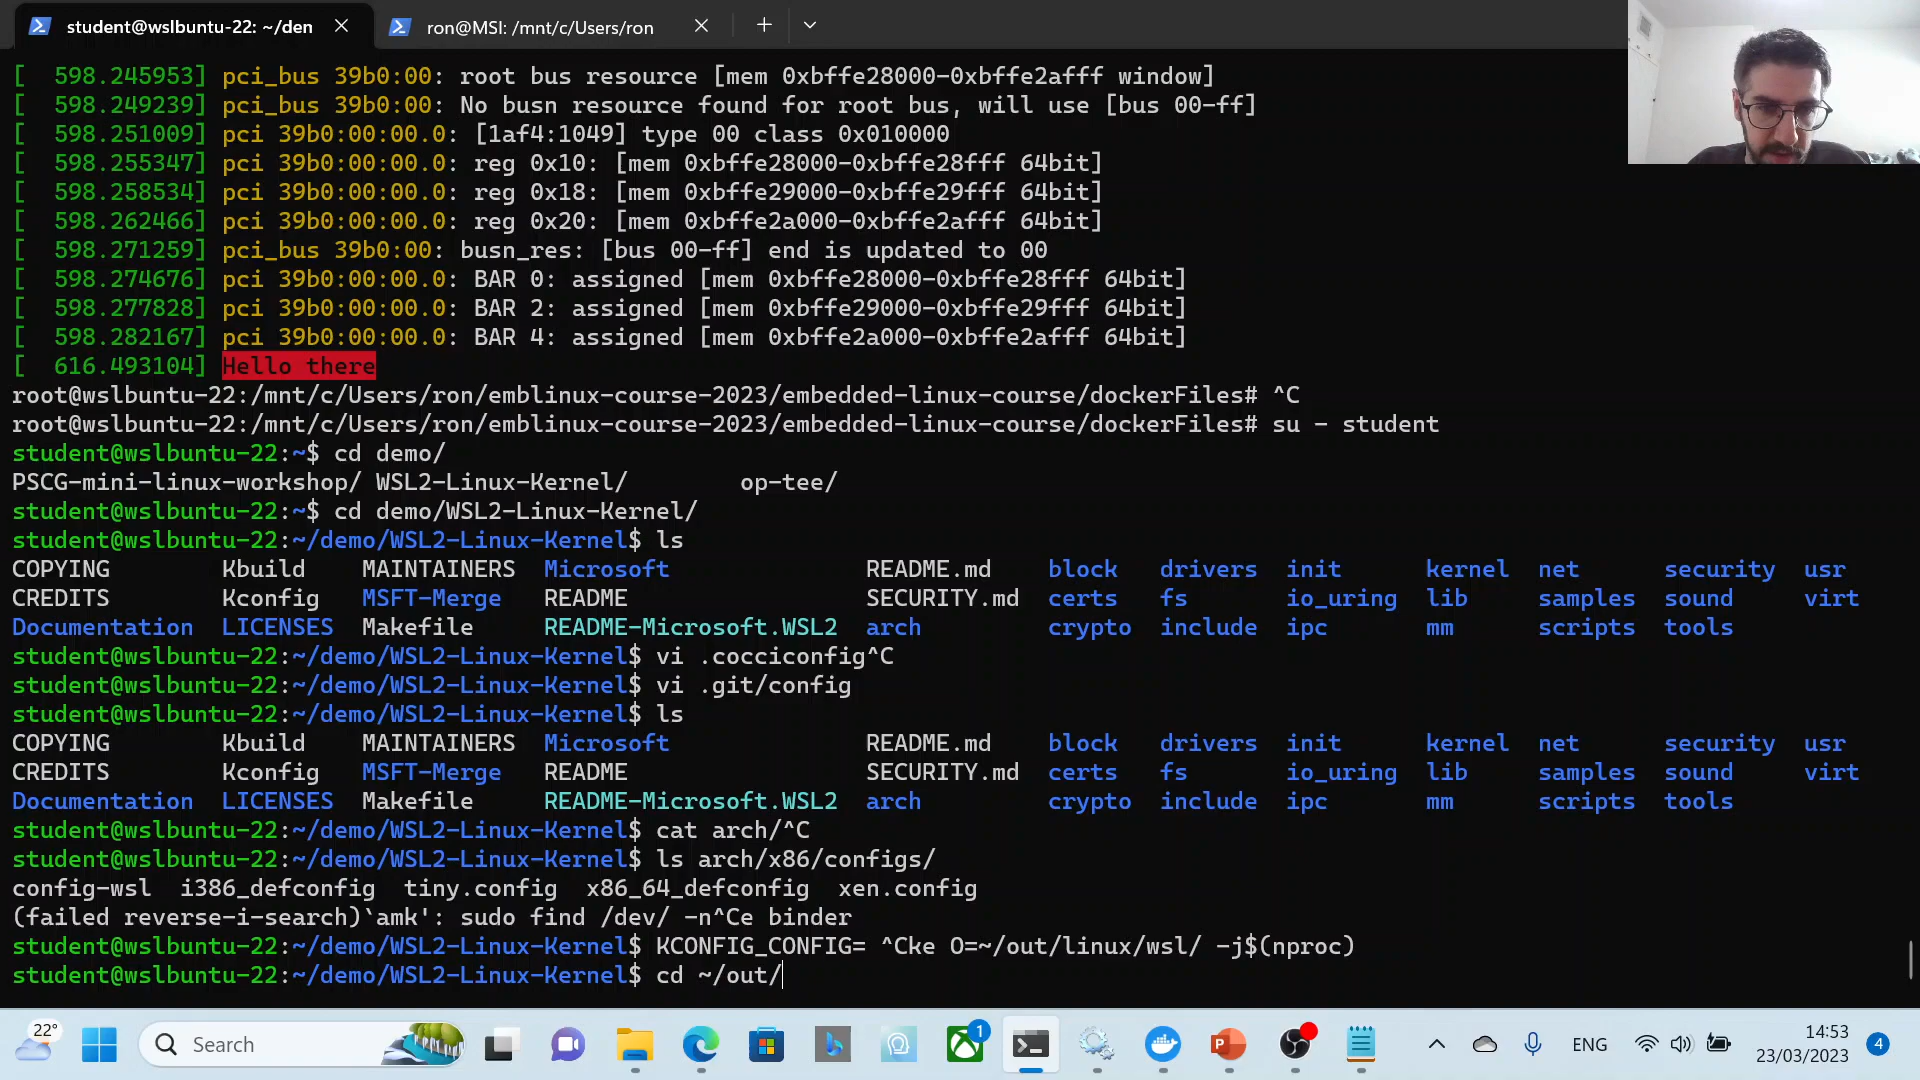 student@wslbuntu-22: ~/den
ron@MSI: /mnt/c/Users/ron
[  598.245953] pci_bus 39b0:00: root bus resource [mem 0xbffe28000-0xbffe2afff window]
[  598.249239] pci_bus 39b0:00: No busn resource found for root bus, will use [bus 00-ff]
[  598.251009] pci 39b0:00:00.0: [1af4:1049] type 00 class 0x010000
[  598.255347] pci 39b0:00:00.0: reg 0x10: [mem 0xbffe28000-0xbffe28fff 64bit]
[  598.258534] pci 39b0:00:00.0: reg 0x18: [mem 0xbffe29000-0xbffe29fff 64bit]
[  598.262466] pci 39b0:00:00.0: reg 0x20: [mem 0xbffe2a000-0xbffe2afff 64bit]
[  598.271259] pci_bus 39b0:00: busn_res: [bus 00-ff] end is updated to 00
[  598.274676] pci 39b0:00:00.0: BAR 0: assigned [mem 0xbffe28000-0xbffe28fff 64bit]
[  598.277828] pci 39b0:00:00.0: BAR 2: assigned [mem 0xbffe29000-0xbffe29fff 64bit]
[  598.282167] pci 39b0:00:00.0: BAR 4: assigned [mem 0xbffe2a000-0xbffe2afff 64bit]
[  616.493104] Hello there
root@wslbuntu-22:/mnt/c/Users/ron/emblinux-course-2023/embedded-linux-course/dockerFiles# ^C
root@wslbuntu-22:/mnt/c/Users/ron/emblinux-course-2023/embedded-linux-course/dockerFiles# su - student
student@wslbuntu-22:~$ cd demo/
PSCG-mini-linux-workshop/ WSL2-Linux-Kernel/        op-tee/
student@wslbuntu-22:~$ cd demo/WSL2-Linux-Kernel/
student@wslbuntu-22:~/demo/WSL2-Linux-Kernel$ ls
COPYING        Kbuild    MAINTAINERS  Microsoft              README.md    block   drivers  init      kernel  net      security  usr
CREDITS        Kconfig   MSFT-Merge   README                 SECURITY.md  certs   fs       io_uring  lib     samples  sound     virt
Documentation  LICENSES  Makefile     README-Microsoft.WSL2  arch         crypto  include  ipc       mm      scripts  tools
student@wslbuntu-22:~/demo/WSL2-Linux-Kernel$ vi .cocciconfig^C
student@wslbuntu-22:~/demo/WSL2-Linux-Kernel$ vi .git/config
student@wslbuntu-22:~/demo/WSL2-Linux-Kernel$ ls
COPYING        Kbuild    MAINTAINERS  Microsoft              README.md    block   drivers  init      kernel  net      security  usr
CREDITS        Kconfig   MSFT-Merge   README                 SECURITY.md  certs   fs       io_uring  lib     samples  sound     virt
Documentation  LICENSES  Makefile     README-Microsoft.WSL2  arch         crypto  include  ipc       mm      scripts  tools
student@wslbuntu-22:~/demo/WSL2-Linux-Kernel$ cat arch/^C
student@wslbuntu-22:~/demo/WSL2-Linux-Kernel$ ls arch/x86/configs/
config-wsl  i386_defconfig  tiny.config  x86_64_defconfig  xen.config
(failed reverse-i-search)`amk': sudo find /dev/ -n^Ce binder
student@wslbuntu-22:~/demo/WSL2-Linux-Kernel$ KCONFIG_CONFIG= ^Cke O=~/out/linux/wsl/ -j$(nproc)
student@wslbuntu-22:~/demo/WSL2-Linux-Kernel$ cd ~/out/
22°
Search
1
ENG
14:53
23/03/2023
4